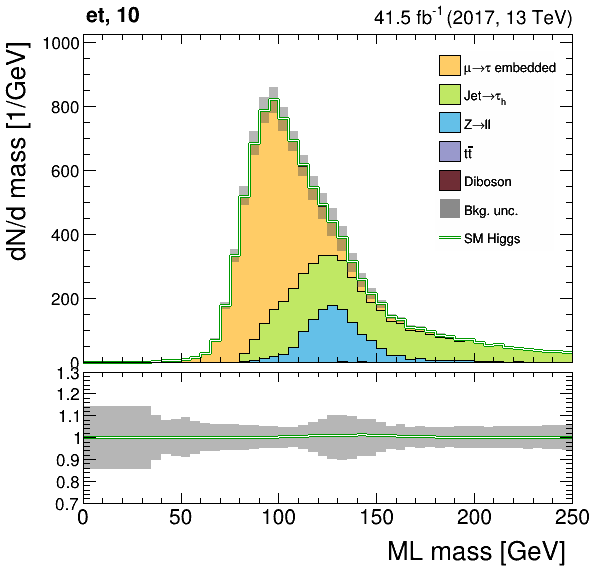 et, 10
41.5 fb⁻¹ (2017, 13 TeV)
dN/d mass [1/GeV]
1000
800
600
400
200
0
μ→τ embedded
Jet→τₕ
Z→ll
tt̅
Diboson
Bkg. unc.
SM Higgs
1.3
1.2
1.1
1
0.9
0.8
0.7
0 50 100 150 200 250
ML mass [GeV]